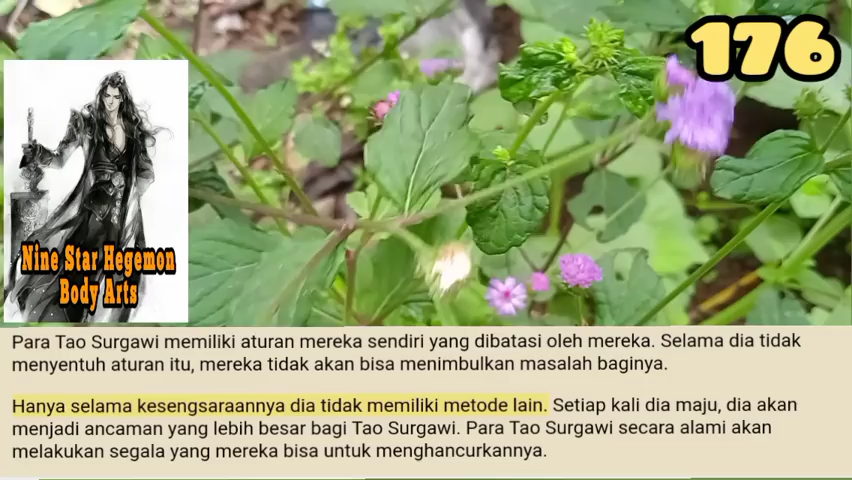 176
Nine Star Hegemon
Body Arts
Para Tao Surgawi memiliki aturan mereka sendiri yang dibatasi oleh mereka. Selama dia tidak
menyentuh aturan itu, mereka tidak akan bisa menimbulkan masalah baginya.
Hanya selama kesengsaraannya dia tidak memiliki metode lain. Setiap kali dia maju, dia akan
menjadi ancaman yang lebih besar bagi Tao Surgawi. Para Tao Surgawi secara alami akan
melakukan segala yang mereka bisa untuk menghancurkannya.